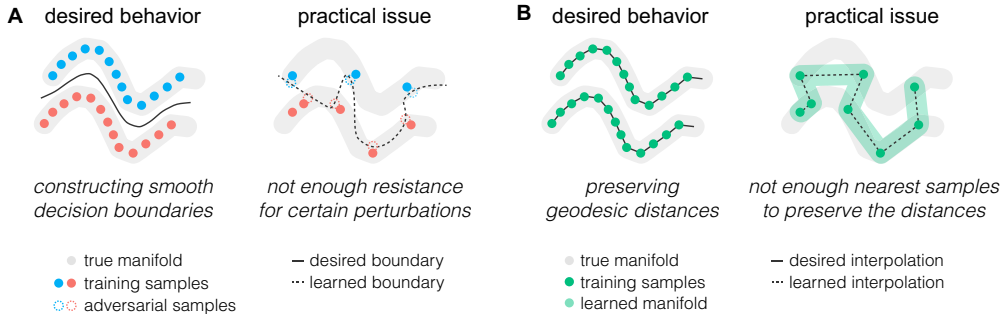 A
desired behavior
practical issue
constructing smooth
decision boundaries
not enough resistance
for certain perturbations
true manifold
training samples
adversarial samples
desired boundary
learned boundary
B
desired behavior
practical issue
preserving
geodesic distances
not enough nearest samples
to preserve the distances
true manifold
training samples
learned manifold
desired interpolation
learned interpolation